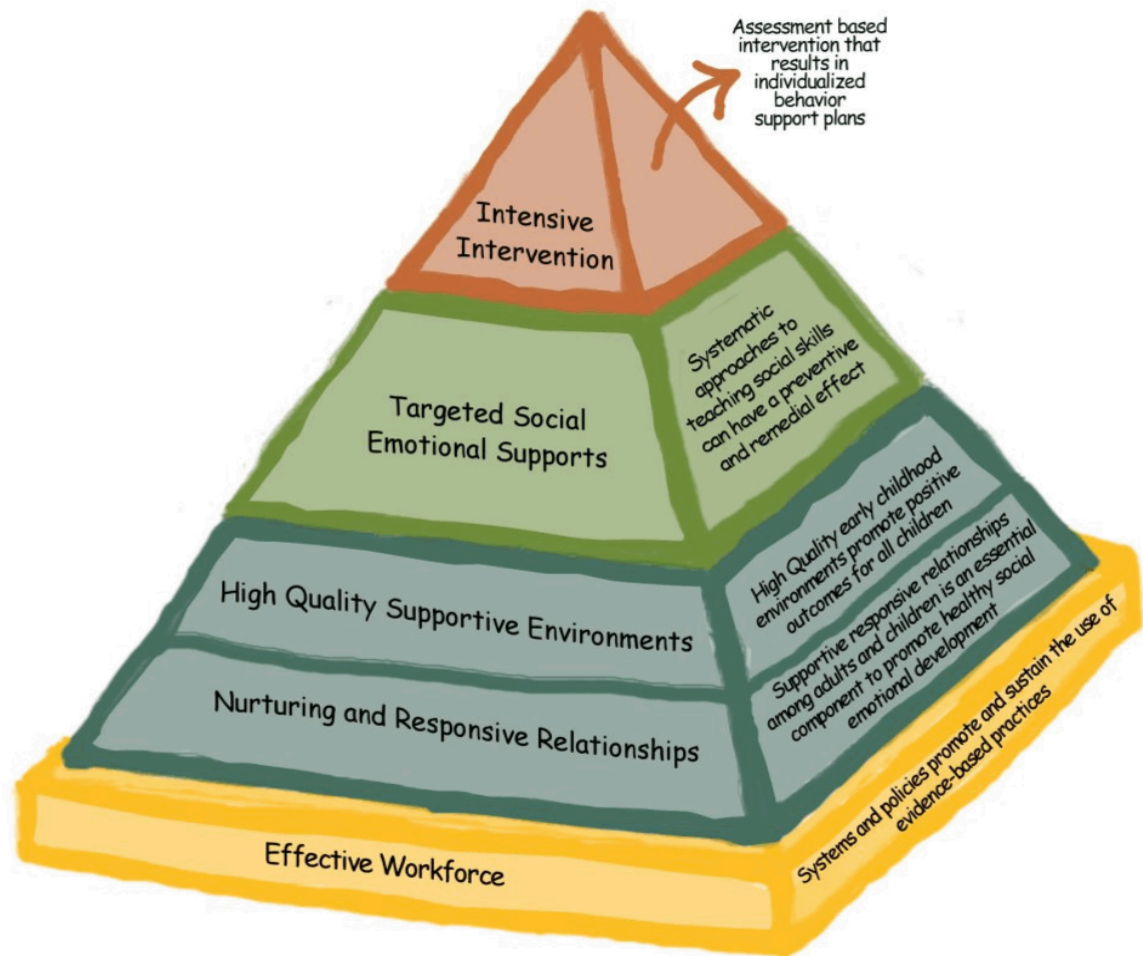 Assessment based
intervention that
results in
individualized
behavior
support plans
Intensive
Intervention
Systematic
approaches to
teaching social skills
can have a preventive
and remedial effect
Targeted Social
Emotional Supports
High Quality early childhood
environments promote positive
outcomes for all children
High Quality Supportive Environments
Supportive responsive relationships
among adults and children is an essential
component to promote healthy social
emotional development
Nurturing and Responsive Relationships
Systems and policies promote and sustain the use of
evidence-based practices
Effective Workforce